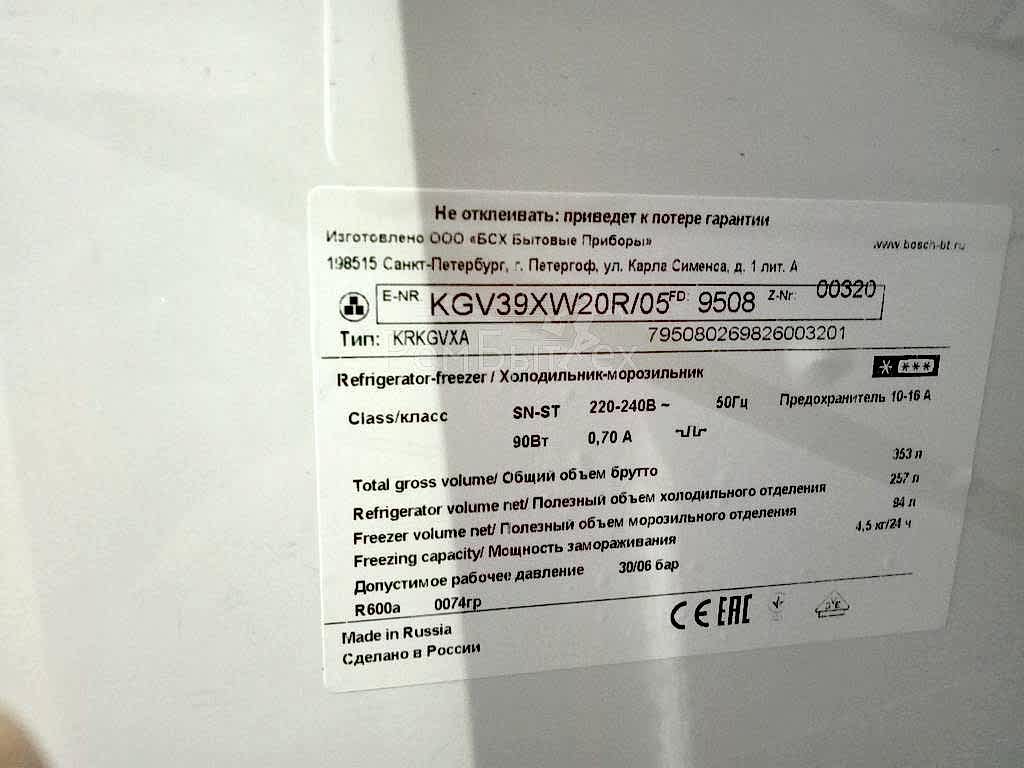 Не отклеивать: приведет к потере гарантии
Изготовлено ООО «БСХ Бытовые Приборы» www.bosch-bt.ru
198515 Санкт-Петербург, г. Петергоф, ул. Карла Сименса, д. 1 лит. А
E-NR KGV39XW20R/05 FD: 9508 Z-Nr: 00320
Тип: KRKGVXA 795080269826003201
РемБытТех
Refrigerator-freezer / Холодильник-морозильник
Class/класс SN-ST 220-240В ~ 50Гц Предохранитель 10-16 А
90Вт 0,70 А
Total gross volume/ Общий объем брутто 353 л
Refrigerator volume net/ Полезный объем холодильного отделения 257 л
Freezer volume net/ Полезный объем морозильного отделения 94 л
Freezing capacity/ Мощность замораживания 4,5 кг/24 ч
Допустимое рабочее давление 30/06 бар
R600a 0074гр
CE EAC
Made in Russia
Сделано в России